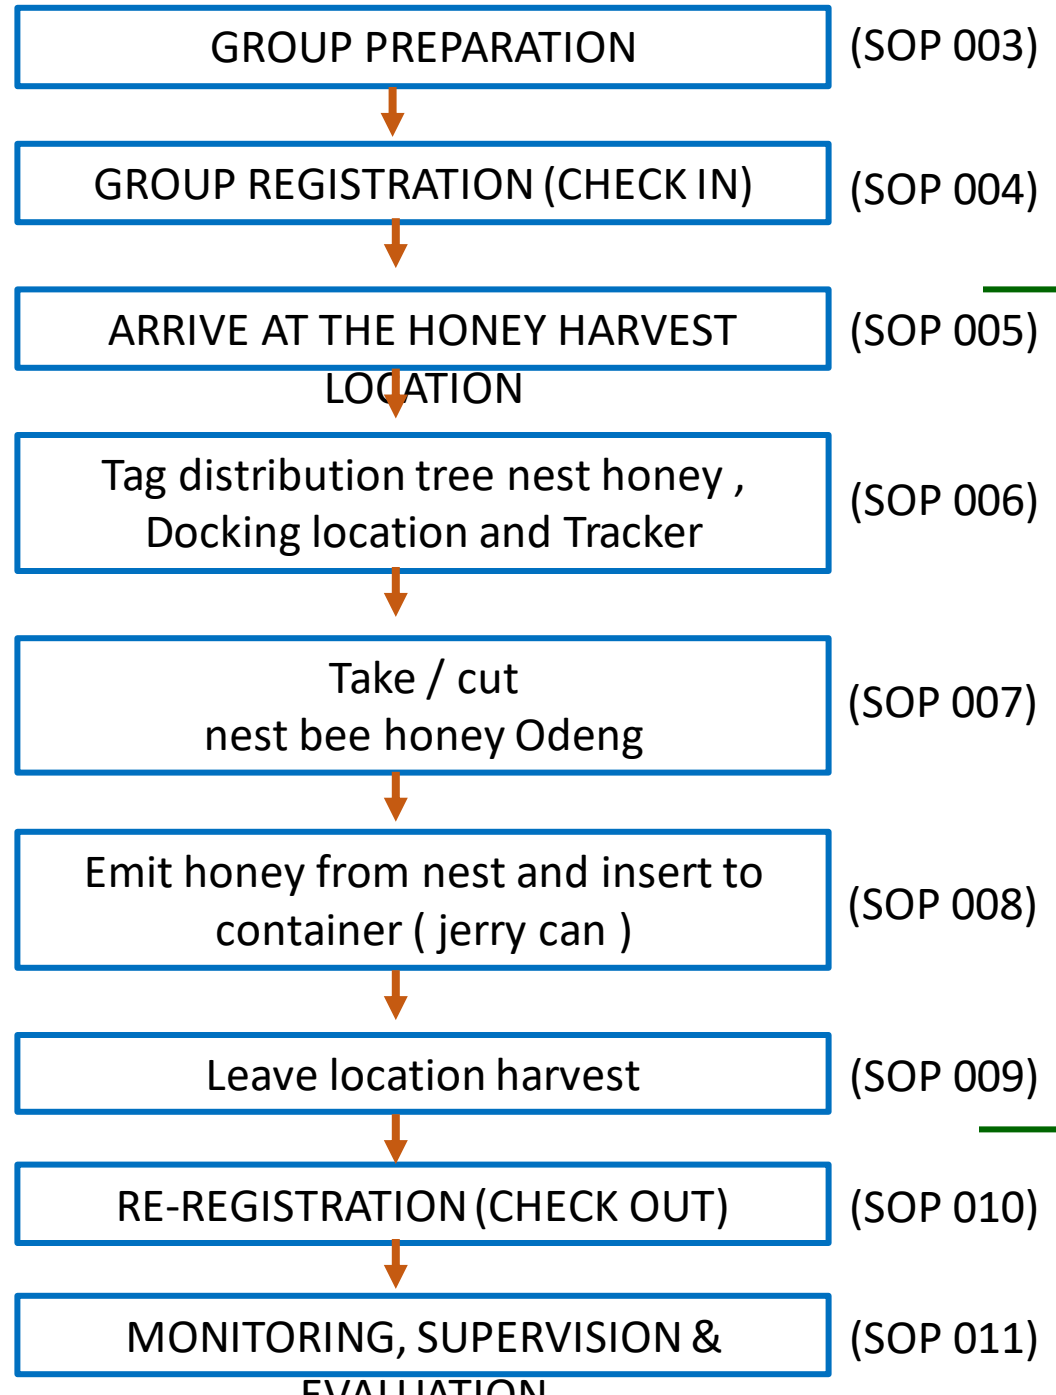 GROUP PREPARATION (SOP 003)
GROUP REGISTRATION (CHECK IN) (SOP 004)
ARRIVE AT THE HONEY HARVEST (SOP 005)
LOCATION
Tag distribution tree nest honey ,
Docking location and Tracker
(SOP 006)
Take / cut
nest bee honey Odeng
(SOP 007)
Emit honey from nest and insert to
container ( jerry can )
(SOP 008)
Leave location harvest (SOP 009)
RE-REGISTRATION (CHECK OUT) (SOP 010)
MONITORING, SUPERVISION & (SOP 011)
EVALUATION